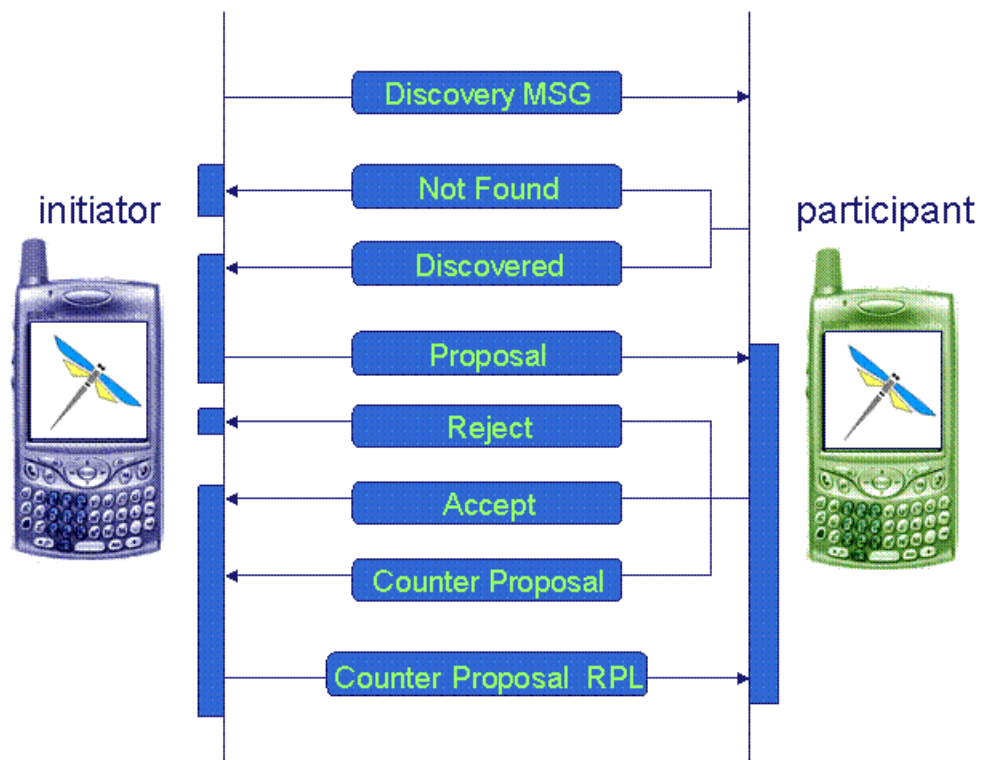 Discovery MSG
Not Found
initiator
participant
Discovered
Proposal
Reject
Accept
Counter Proposal
Counter Proposal RPL